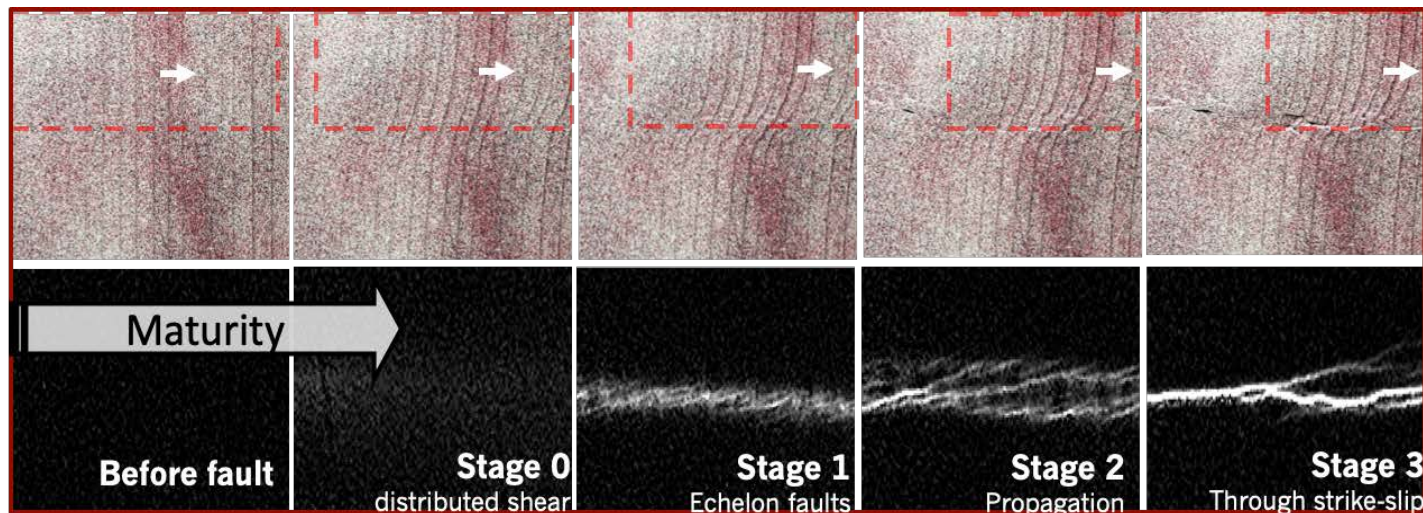 Maturity
Before fault
Stage 0
distributed shear
Stage 1
Echelon faults
Stage 2
Propagation
Stage 3
Through strike-slip